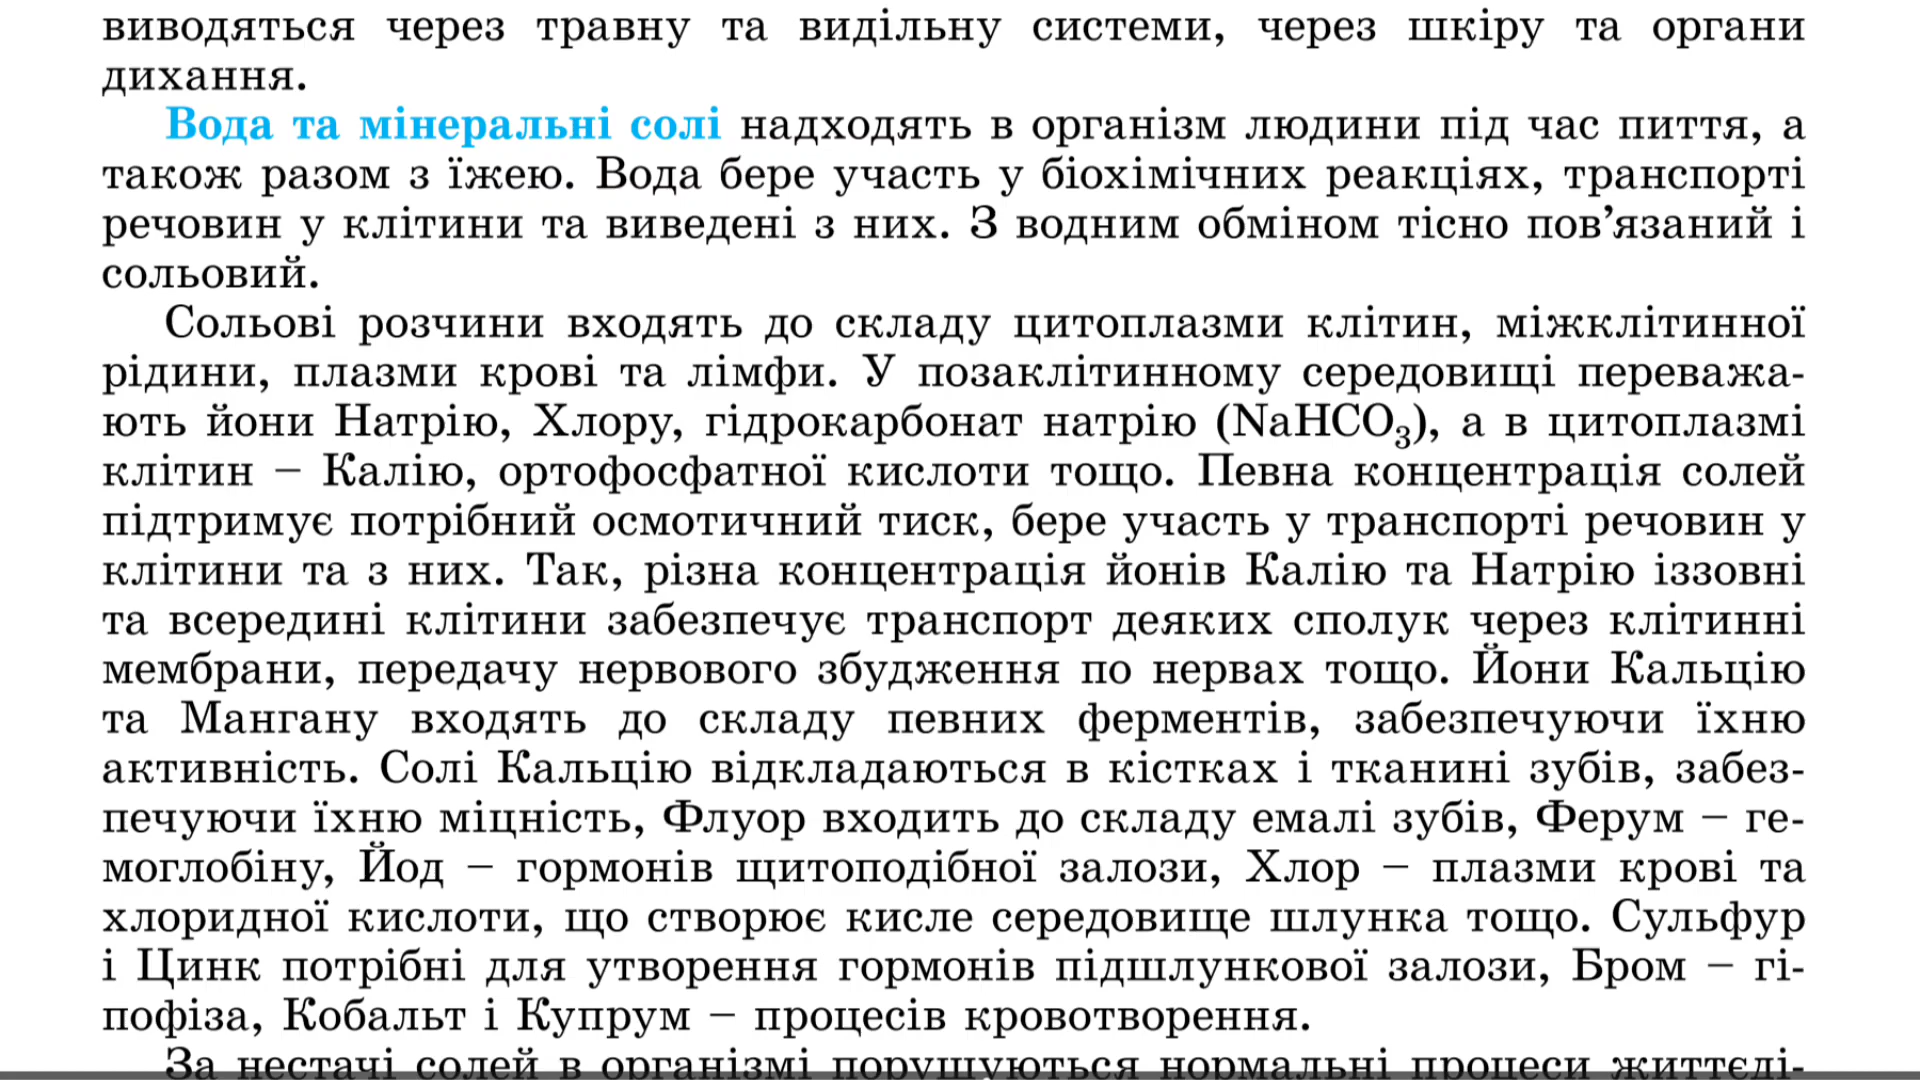 виводяться через травну та видільну системи, через шкіру та органи
дихання.
Вода та мінеральні солі надходять в організм людини під час пиття, а
також разом з їжею. Вода бере участь у біохімічних реакціях, транспорті
речовин у клітини та виведені з них. З водним обміном тісно пов’язаний і
сольовий.
Сольові розчини входять до складу цитоплазми клітин, міжклітинної
рідини, плазми крові та лімфи. У позаклітинному середовищі переважа-
ють йони Натрію, Хлору, гідрокарбонат натрію (NaHCO₃), а в цитоплазмі
клітин – Калію, ортофосфатної кислоти тощо. Певна концентрація солей
підтримує потрібний осмотичний тиск, бере участь у транспорті речовин у
клітини та з них. Так, різна концентрація йонів Калію та Натрію іззовні
та всередині клітини забезпечує транспорт деяких сполук через клітинні
мембрани, передачу нервового збудження по нервах тощо. Йони Кальцію
та Мангану входять до складу певних ферментів, забезпечуючи їхню
активність. Солі Кальцію відкладаються в кістках і тканині зубів, забез-
печуючи їхню міцність, Флуор входить до складу емалі зубів, Ферум – ге-
моглобіну, Йод – гормонів щитоподібної залози, Хлор – плазми крові та
хлоридної кислоти, що створює кисле середовище шлунка тощо. Сульфур
і Цинк потрібні для утворення гормонів підшлункової залози, Бром – гі-
пофіза, Кобальт і Купрум – процесів кровотворення.
За нестачі солей в організмі порушуються нормальні процеси життєді-